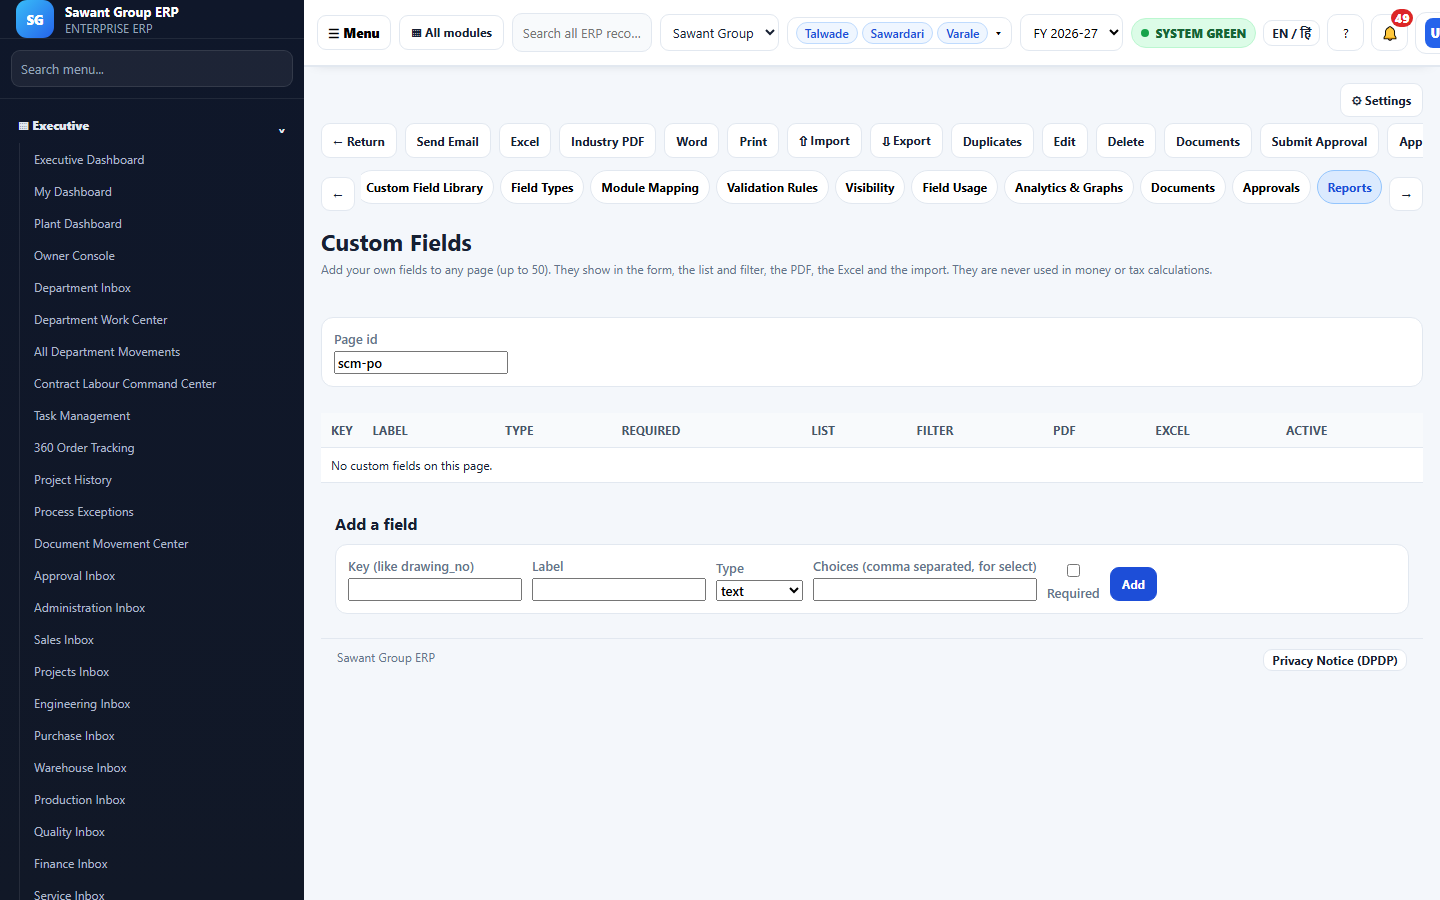 SG
Sawant Group ERP
ENTERPRISE ERP
Search menu...
Executive
Executive Dashboard
My Dashboard
Plant Dashboard
Owner Console
Department Inbox
Department Work Center
All Department Movements
Contract Labour Command Center
Task Management
360 Order Tracking
Project History
Process Exceptions
Document Movement Center
Approval Inbox
Administration Inbox
Sales Inbox
Projects Inbox
Engineering Inbox
Purchase Inbox
Warehouse Inbox
Production Inbox
Quality Inbox
Finance Inbox
Service Inbox
☰ Menu
All modules
Search all ERP reco...
Sawant Group
Talwade Sawardari Varale
FY 2026-27
SYSTEM GREEN
EN / हिं
?
49
U
⚙ Settings
← Return
Send Email
Excel
Industry PDF
Word
Print
⇧ Import
⇩ Export
Duplicates
Edit
Delete
Documents
Submit Approval
App
←
Custom Field Library
Field Types
Module Mapping
Validation Rules
Visibility
Field Usage
Analytics & Graphs
Documents
Approvals
Reports
→
Custom Fields
Add your own fields to any page (up to 50). They show in the form, the list and filter, the PDF, the Excel and the import. They are never used in money or tax calculations.
Page id
scm-po
KEY LABEL TYPE REQUIRED LIST FILTER PDF EXCEL ACTIVE
No custom fields on this page.
Add a field
Key (like drawing_no)
Label
Type
text
Choices (comma separated, for select)
Required
Add
Sawant Group ERP
Privacy Notice (DPDP)